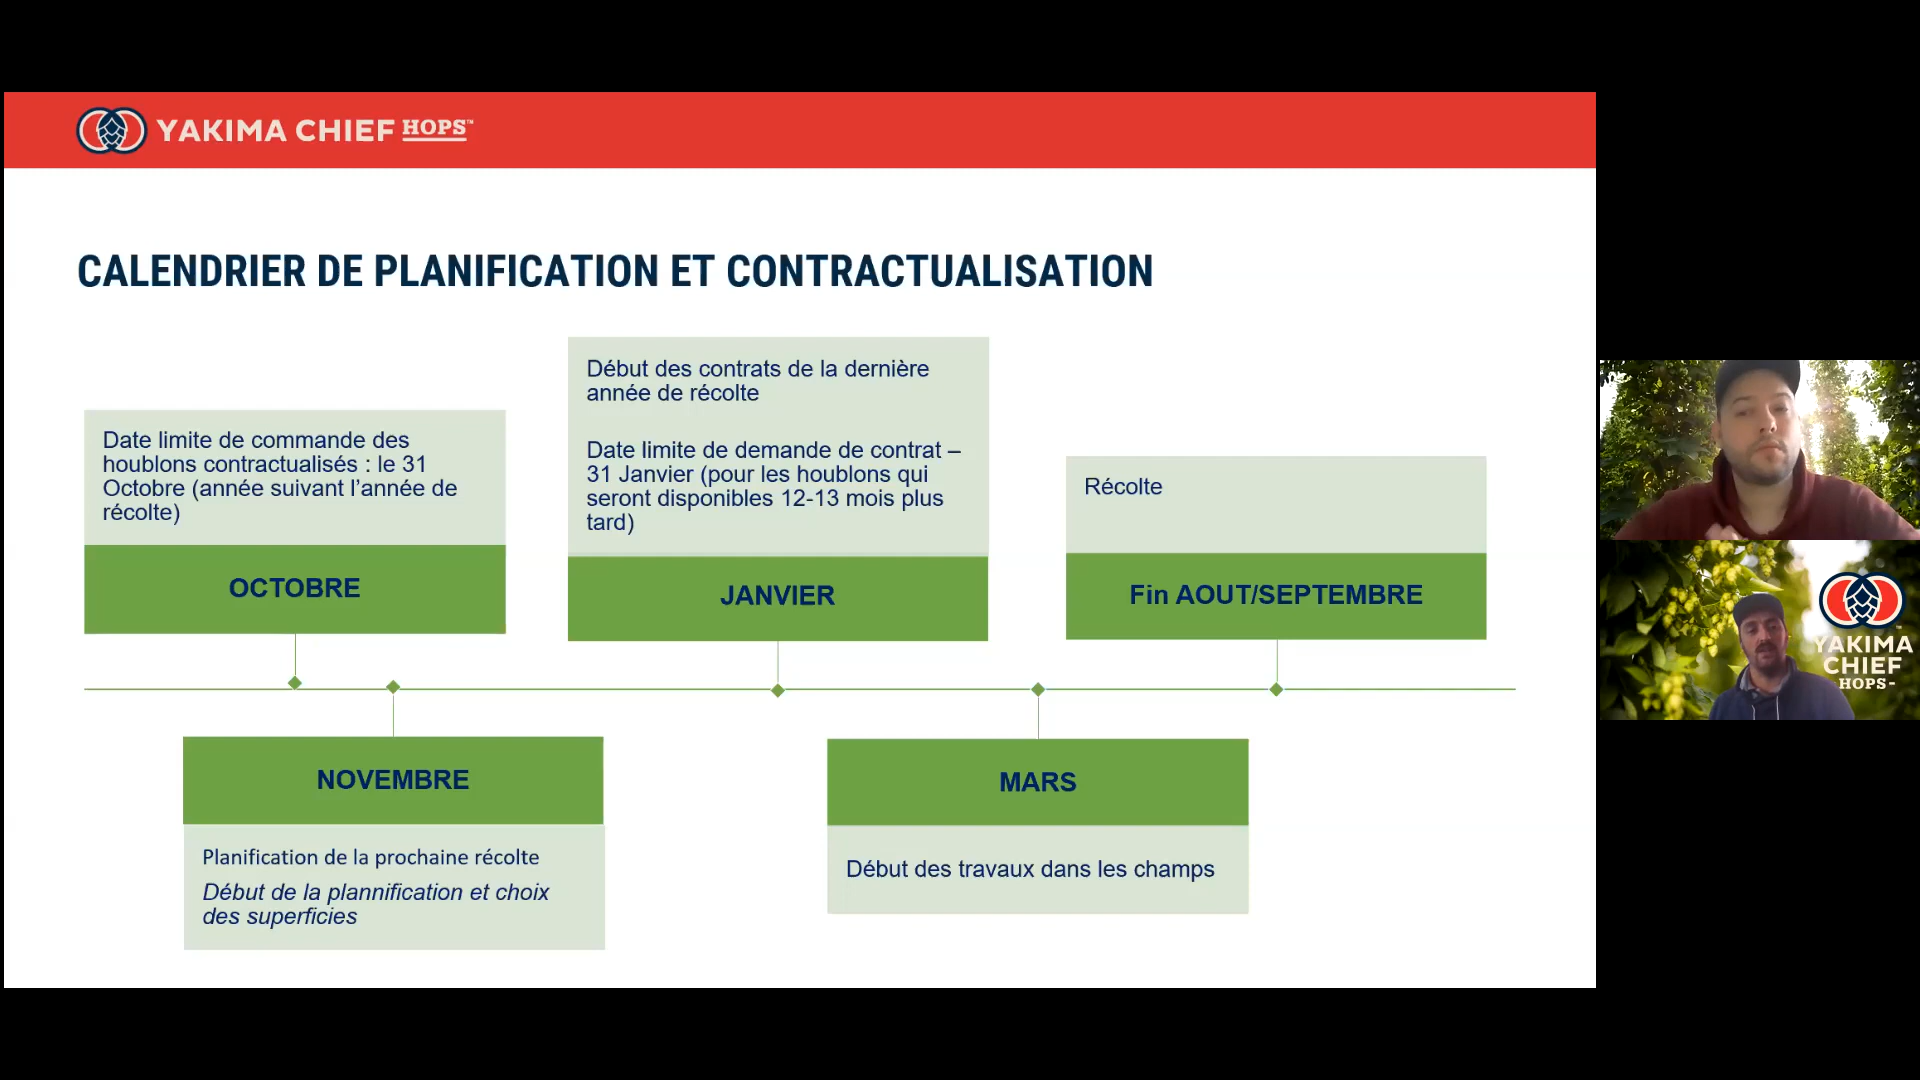 YAKIMA CHIEF HOPS™
CALENDRIER DE PLANIFICATION ET CONTRACTUALISATION
Date limite de commande des
houblons contractualisés : le 31
Octobre (année suivant l’année de
récolte)
OCTOBRE
Début des contrats de la dernière
année de récolte
Date limite de demande de contrat –
31 Janvier (pour les houblons qui
seront disponibles 12-13 mois plus
tard)
JANVIER
Récolte
Fin AOUT/SEPTEMBRE
NOVEMBRE
Planification de la prochaine récolte
Début de la plannification et choix
des superficies
MARS
Début des travaux dans les champs
YAKIMA
CHIEF
HOPS